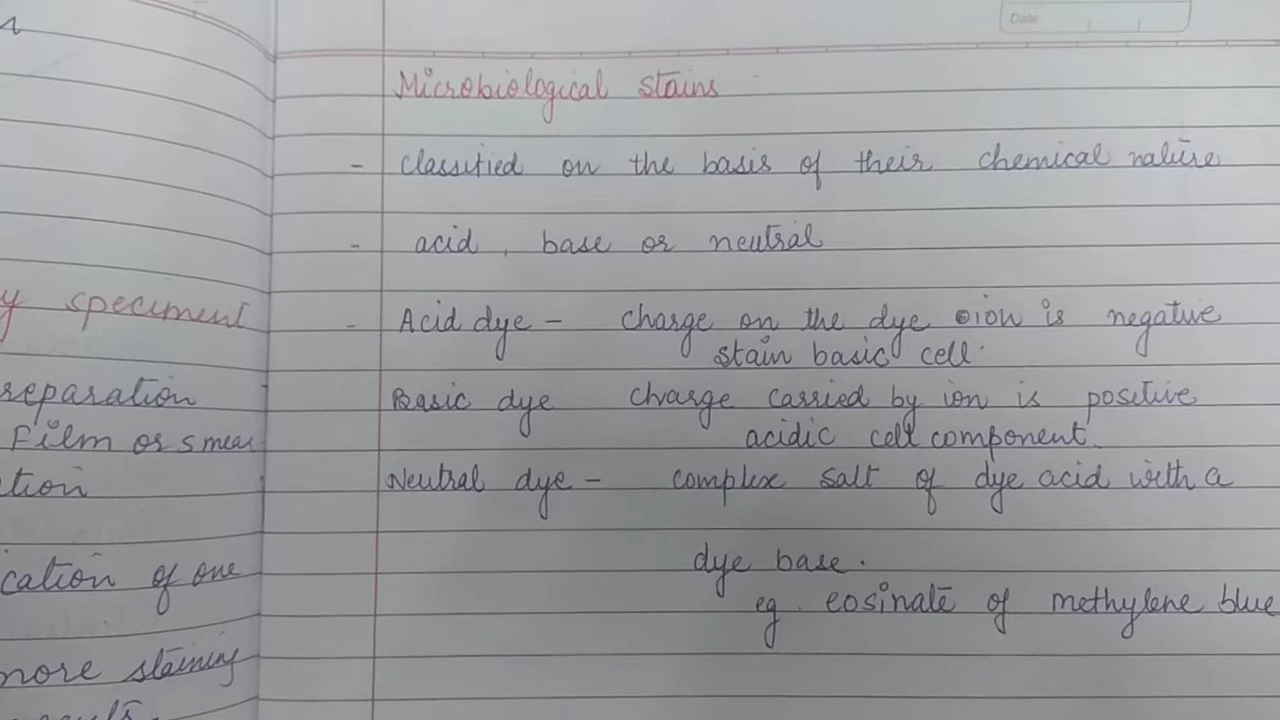 y speciment
reparation
Film or smear
tion
cation of one
more staining
Date
Microbiological stains
- classified on the basis of their chemical nature
- acid, base or neutral
- Acid dye - charge on the dye ion is negative
stain basic cell.
Basic dye charge carried by ion is positive
acidic cell component.
Neutral dye - complex salt of dye acid with a
dye base.
eg. eosinate of methylene blue